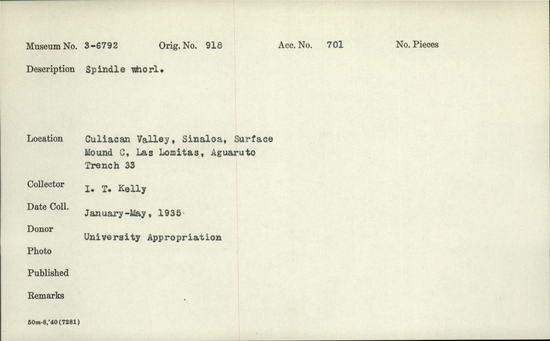 Museum No. 3-6792 Orig. No. 918 Acc. No. 701 No. Pieces
Description Spindle whorl.
Location Culiacan Valley, Sinaloa, Surface
Mound C, Las Lomitas, Aguaruto
Trench 33
Collector I. T. Kelly
Date Coll. January-May, 1935
Donor University Appropriation
Photo
Published
Remarks
50m-8,'40(7281)